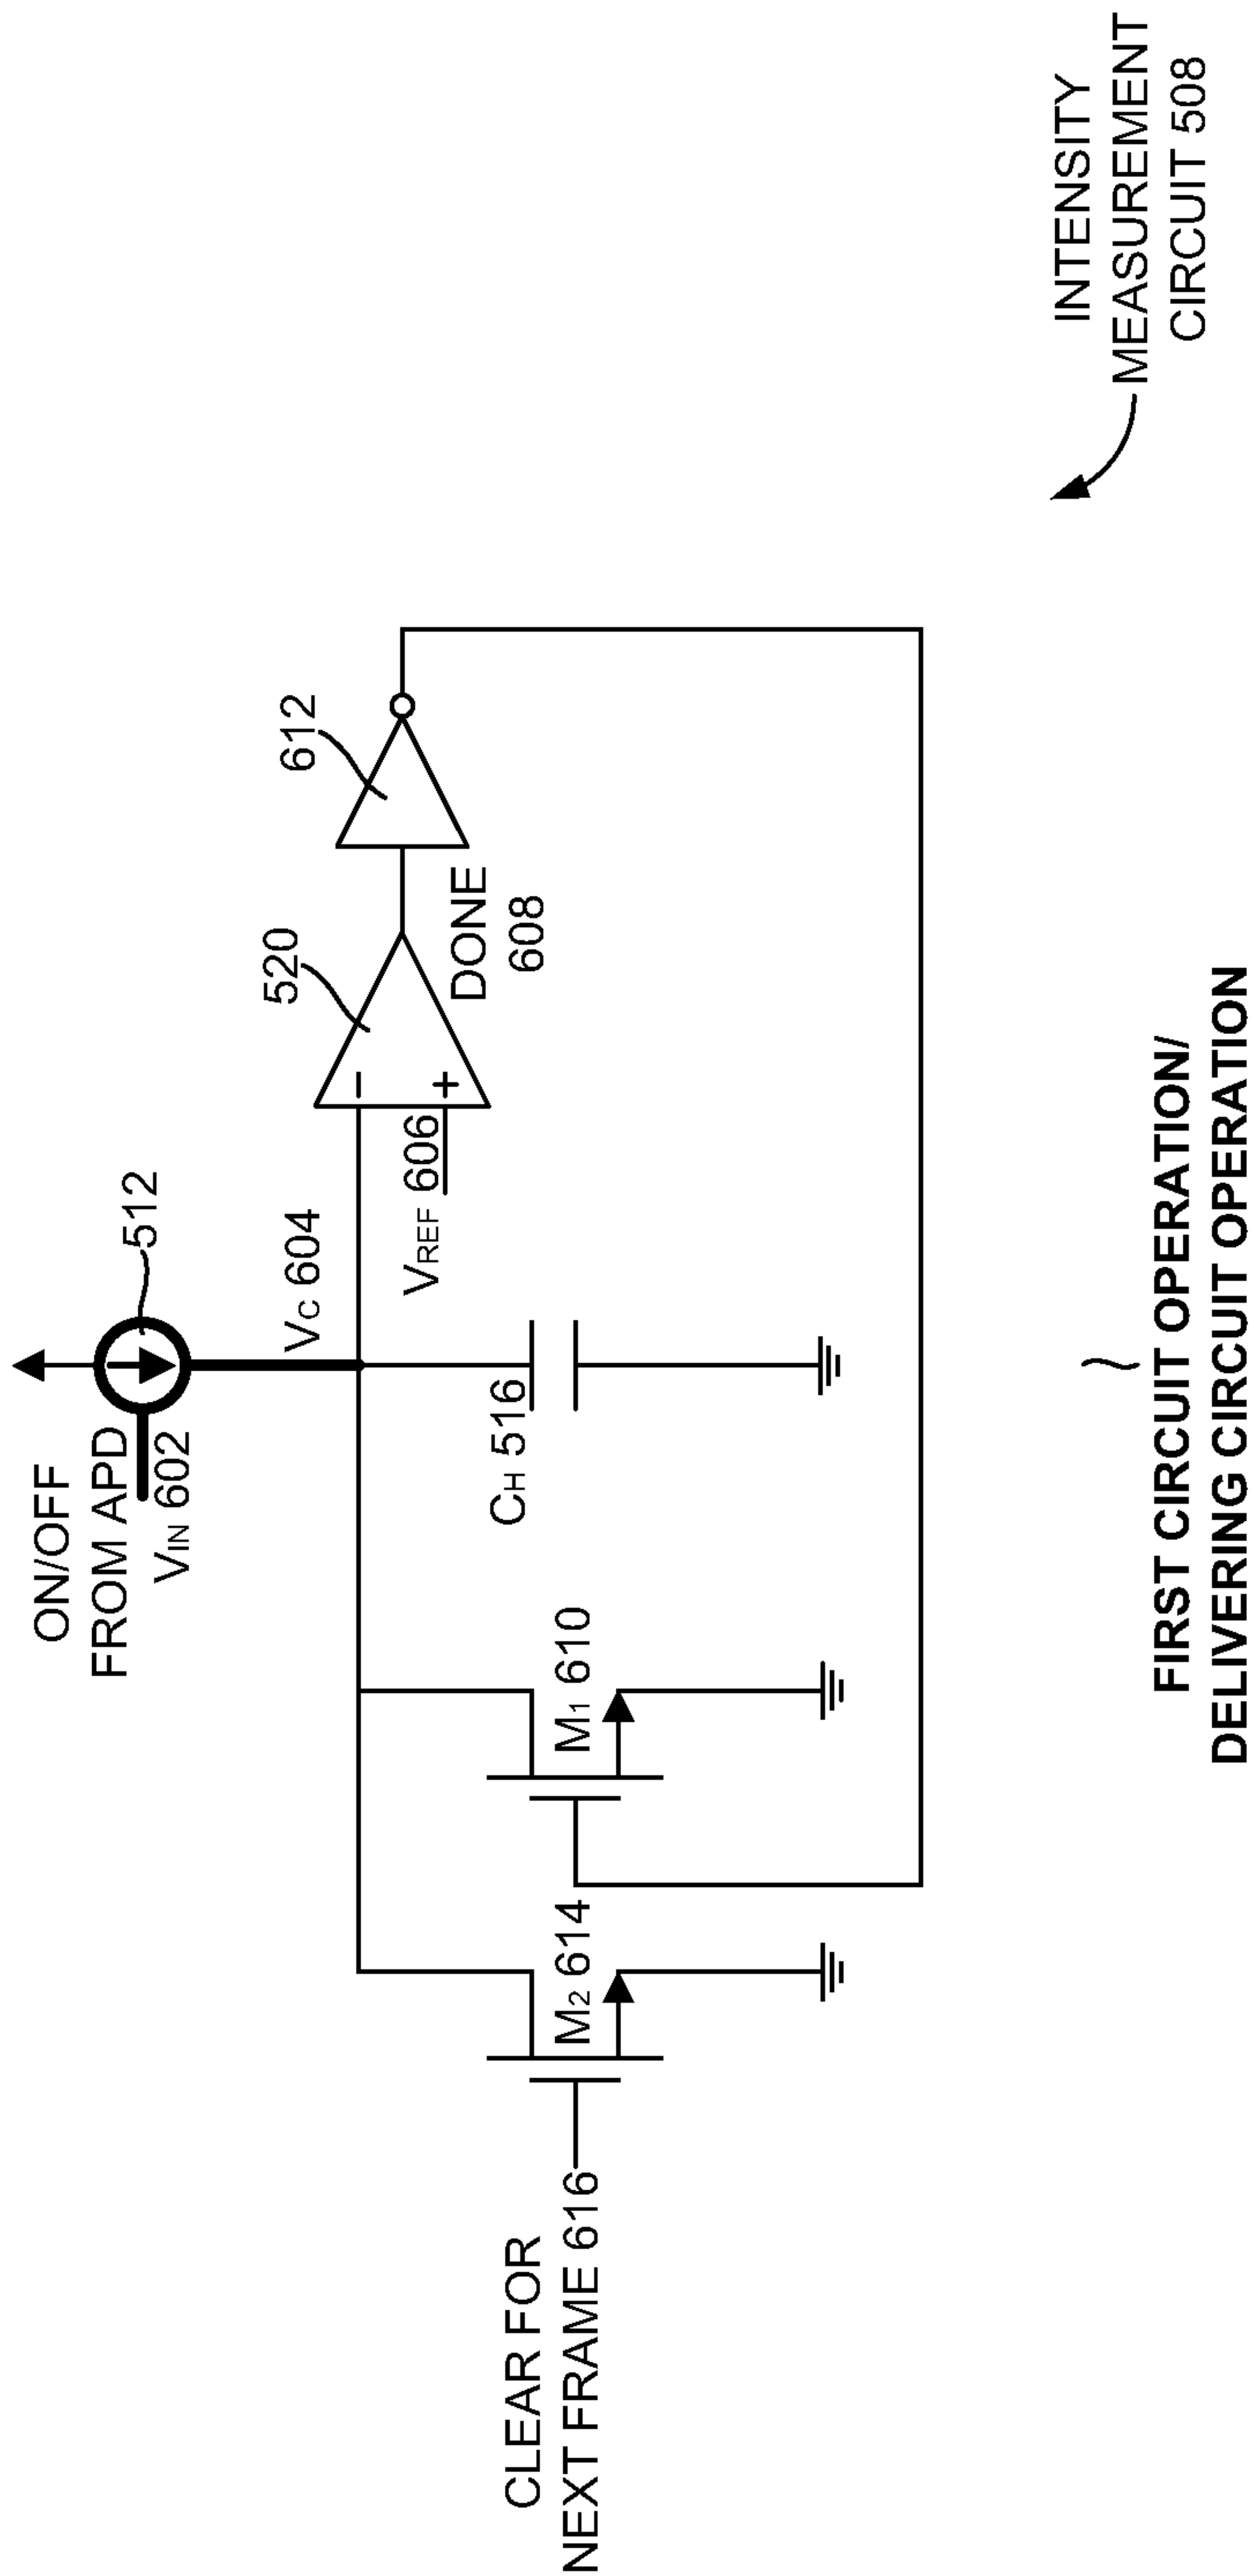 ON/OFF
FROM APD
VIN 602
512
VC 604
VREF 606
520
612
DONE
608
CH 516
M1 610
M2 614
CLEAR FOR
NEXT FRAME 616
INTENSITY
MEASUREMENT
CIRCUIT 508
FIRST CIRCUIT OPERATION/
DELIVERING CIRCUIT OPERATION